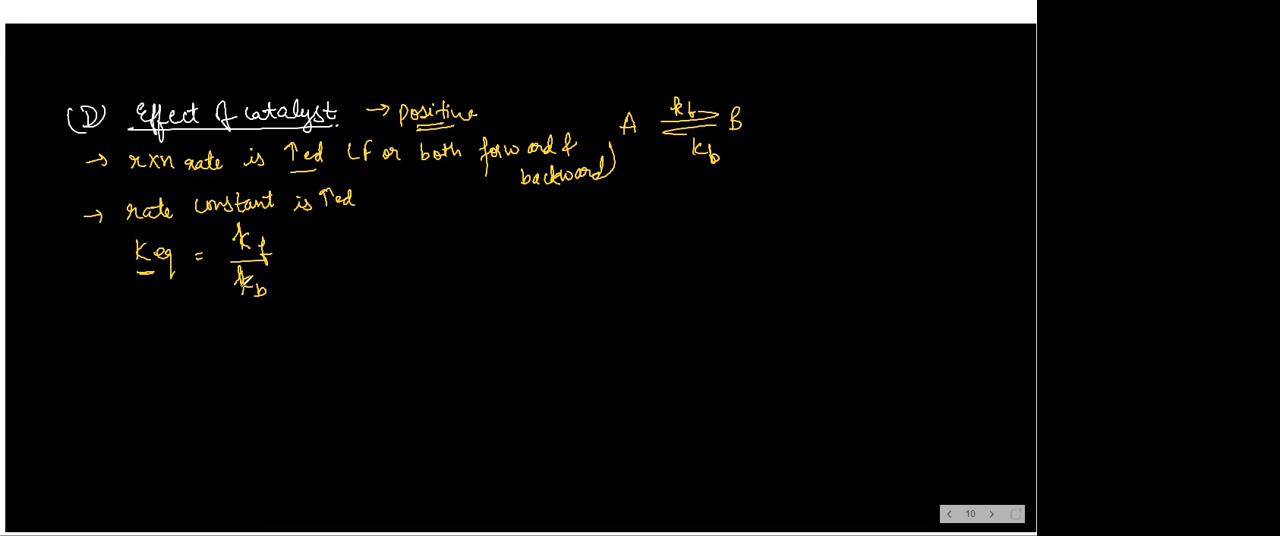 (D) Effect of catalyst. → positive
A ⇌ B
kf
kb
→ rxn rate is ↑ed (For both forward &
backward)
→ rate constant is ↑ed
Keq = kf
kb
< 10 >